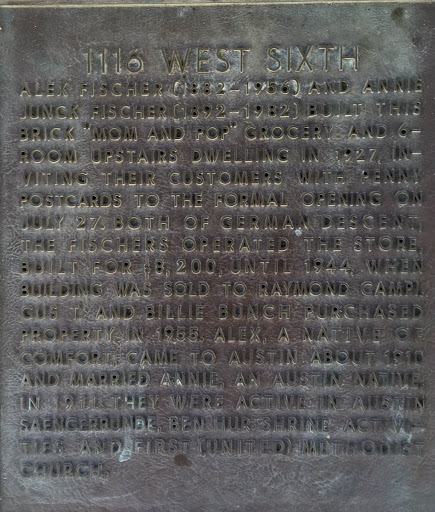 1116 WEST SIXTH
ALEX FISCHER (1882-1956) AND ANNIE
JUNCK FISCHER (1892-1982) BUILT THIS
BRICK "MOM AND POP" GROCERY AND 6-
ROOM UPSTAIRS DWELLING IN 1927, IN-
VITING THEIR CUSTOMERS WITH PENNY
POSTCARDS TO THE FORMAL OPENING ON
JULY 27. BOTH OF GERMAN DESCENT,
THE FISCHERS OPERATED THE STORE,
BUILT FOR $8,200, UNTIL 1944, WHEN
BUILDING WAS SOLD TO RAYMOND CAMPI.
GUS T. AND BILLIE BUNCH PURCHASED
PROPERTY IN 1955. ALEX, A NATIVE OF
COMFORT, CAME TO AUSTIN ABOUT 1910
AND MARRIED ANNIE, AN AUSTIN NATIVE,
IN 1911. THEY WERE ACTIVE IN AUSTIN
SAENGERRUNDE, BEN HUR SHRINE ACTIVI-
TIES AND FIRST (UNITED) METHODIST
CHURCH.